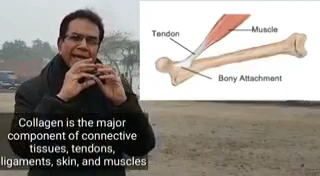 Tendon
Muscle
Bony Attachment
Collagen is the major
component of connective
tissues, tendons,
ligaments, skin, and muscles